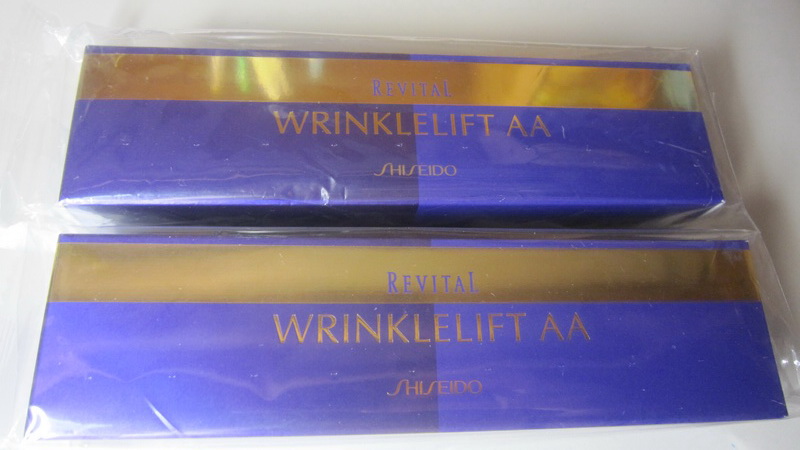 REVITAL
WRINKLELIFT AA
SHISEIDO
REVITAL
WRINKLELIFT AA
SHISEIDO